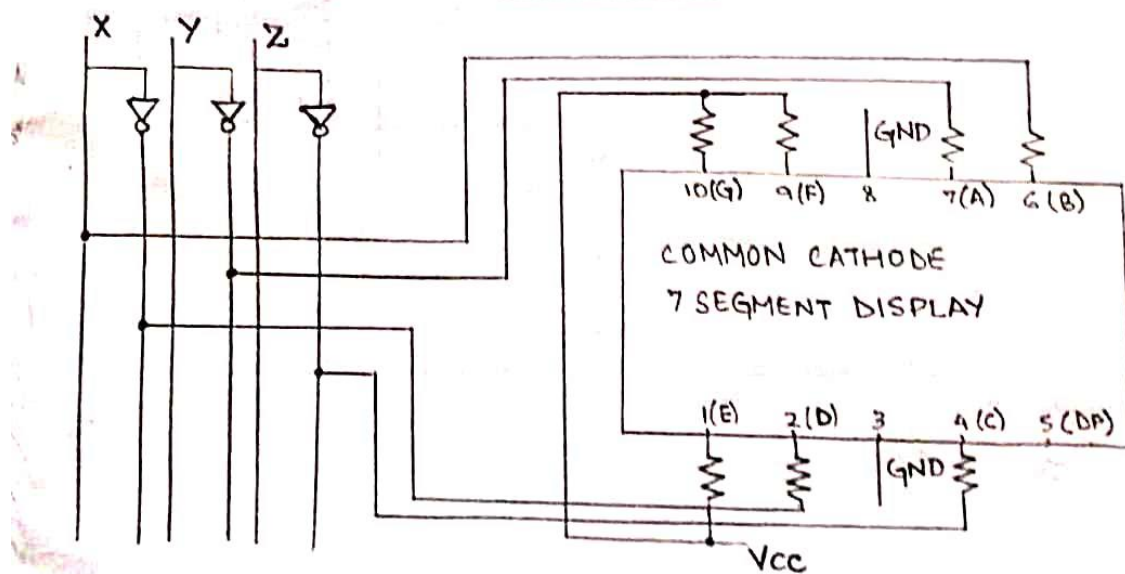 X Y Z
GND
10(G) 9(F) 8 7(A) 6(B)
COMMON CATHODE
7 SEGMENT DISPLAY
1(E) 2(D) 3 4(C) 5(DP)
GND
VCC